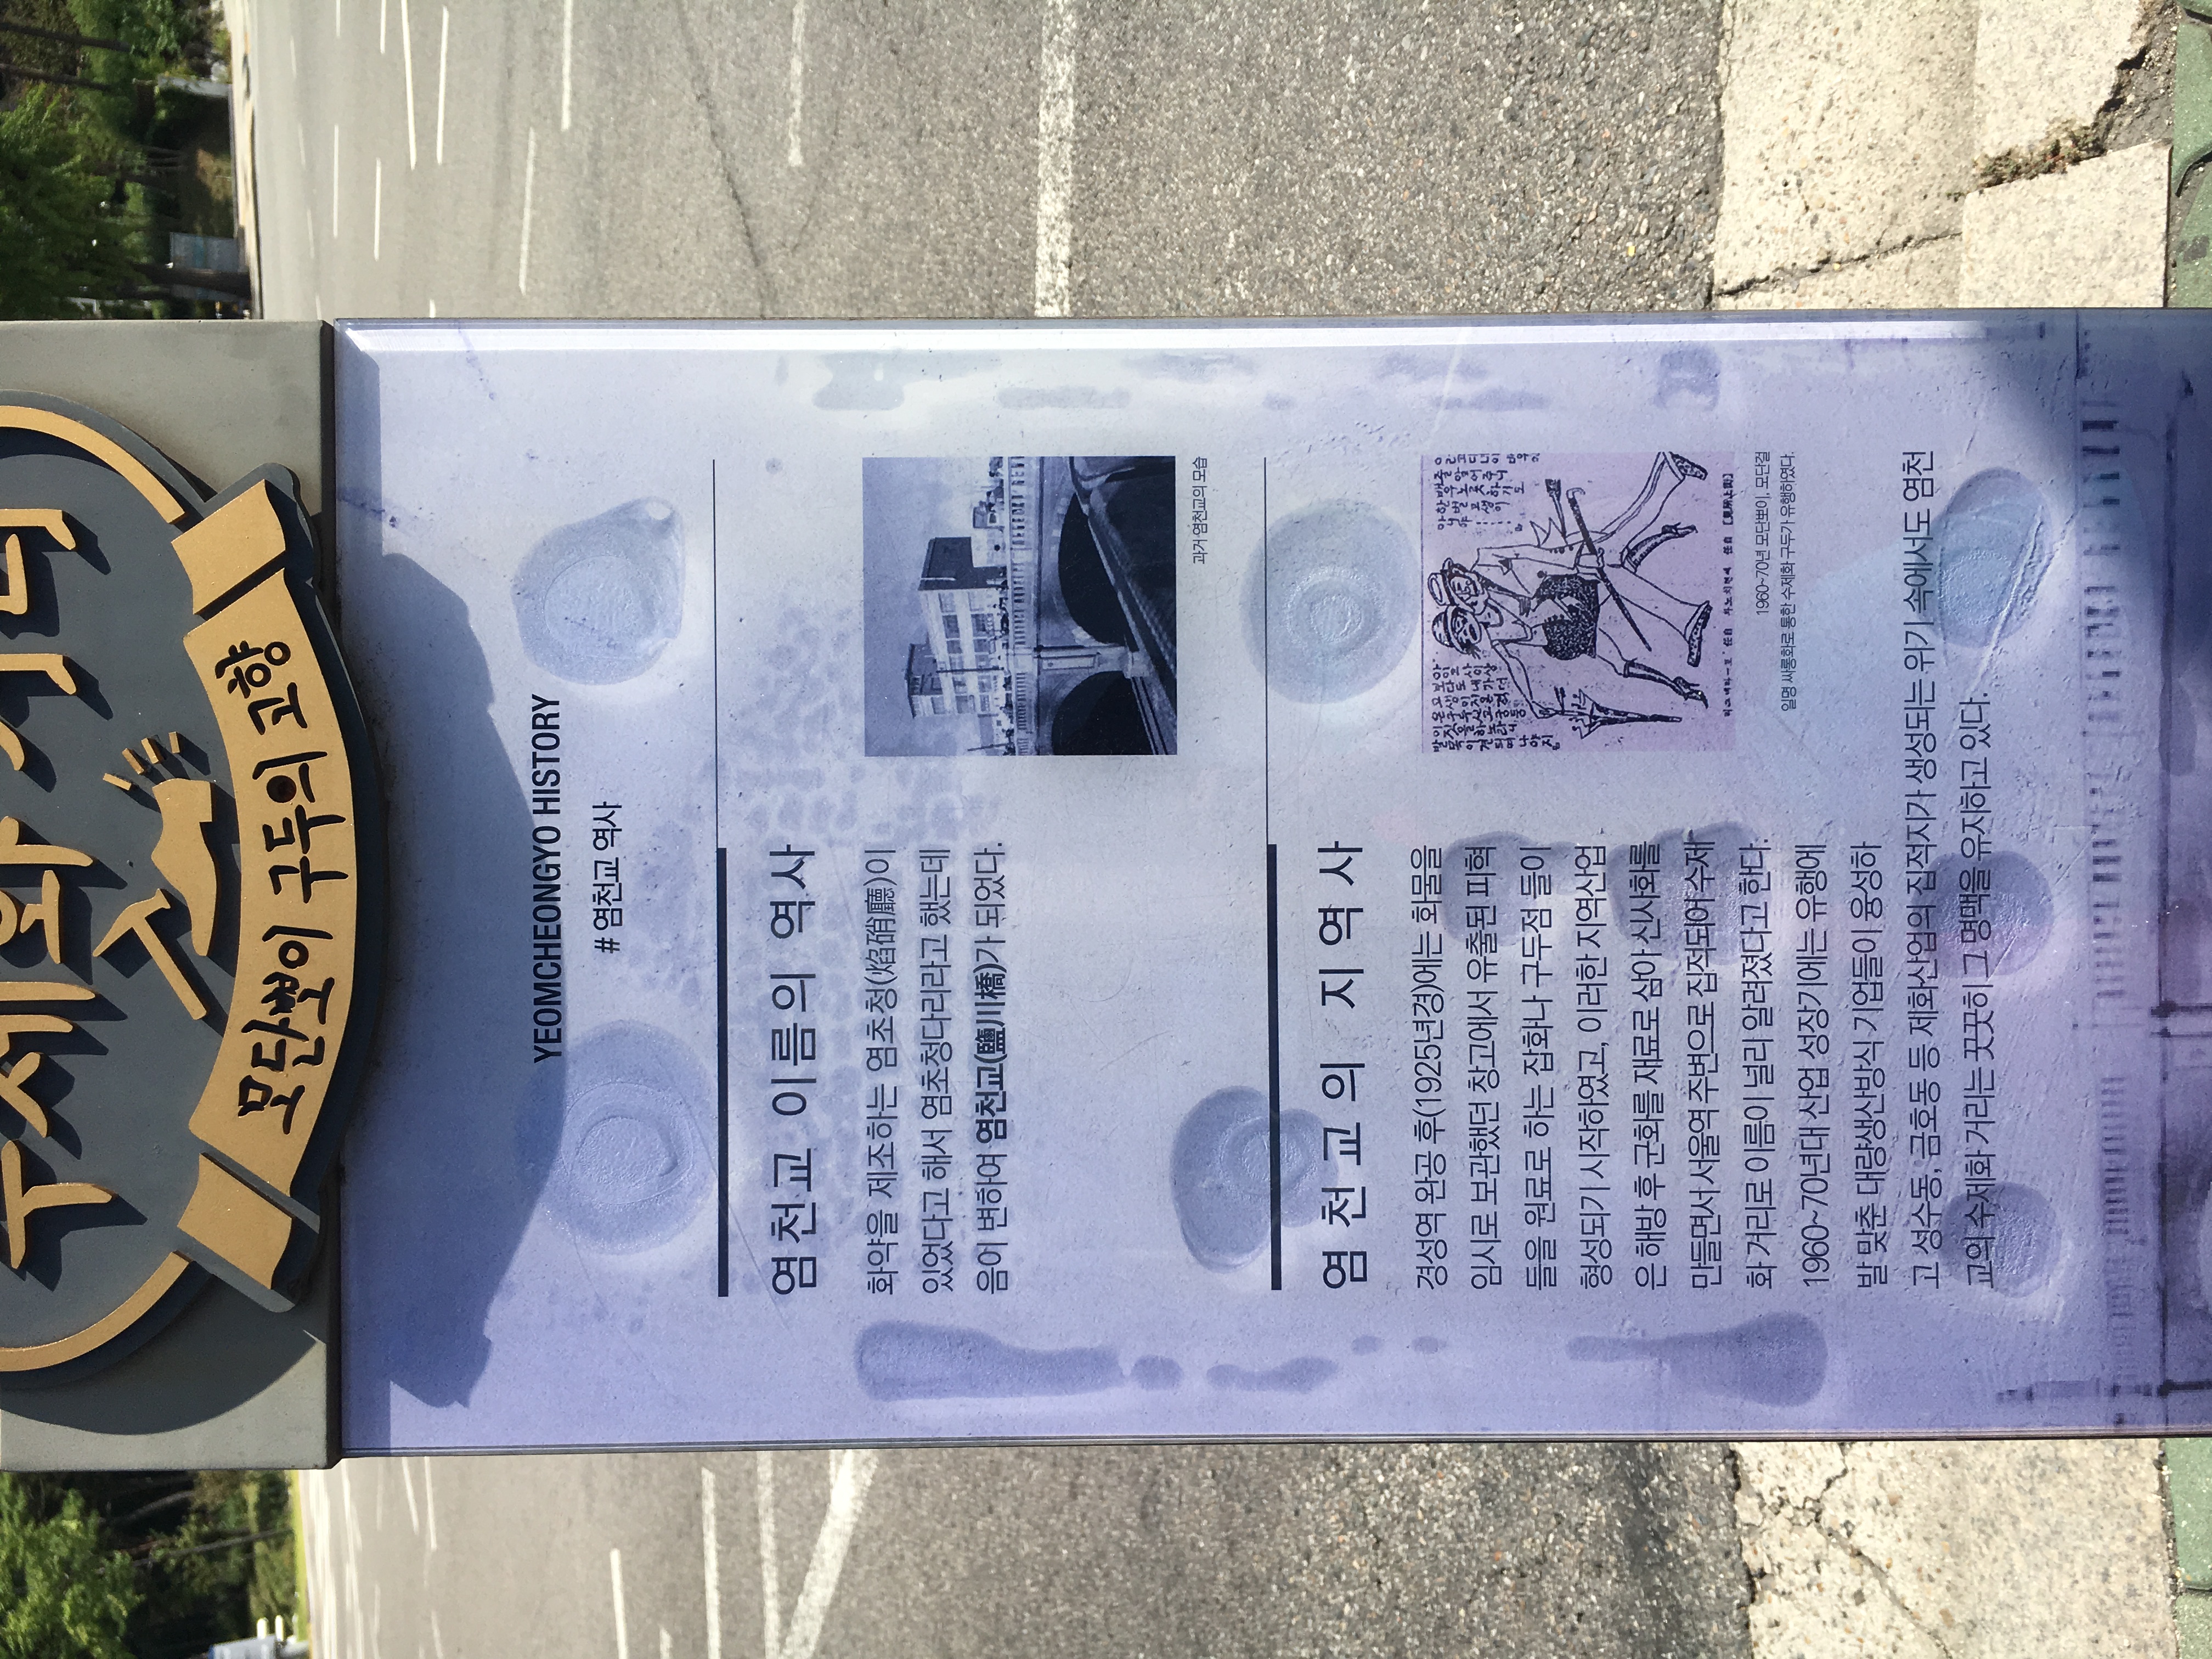 수제화 거리
모단뽀이 구두의 고향
YEOMCHEONGYO HISTORY
# 염천교 역사
염천교 이름의 역사
화약을 제조하는 염초청(焰硝廳)이
있었다고 해서 염초청다리라고 했는데
음이 변하여 염천교(鹽川橋)가 되었다.
과거 염천교의 모습
염천교의 지역사
경성역 완공 후(1925년경)에는 화물을
임시로 보관했던 창고에서 유출된 피혁
들을 원료로 하는 잡화나 구두점 들이
형성되기 시작하였고, 이러한 지역산업
은 해방 후 군화를 재료로 삼아 신사화를
만들면서 서울역 주변으로 집적되어 수제
화 거리로 이름이 널리 알려졌다고 한다.
1960~70년대 산업 성장기에는 유행에
발 맞춘 대량생산방식 기업들이 융성하
고 성수동, 금호동 등 제화산업의 집적지가 생성되는 위기 속에서도 염천
교의 수제화 거리는 꿋꿋히 그 명맥을 유지하고 있다.
1960~70년 모단뽀이, 모단걸
일명 싸롱화로 통한 수제화 구두가 유행하였다.